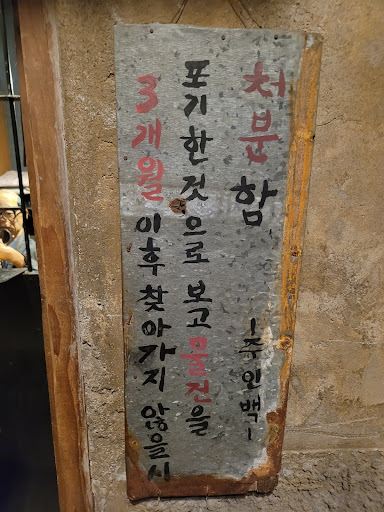 3개월 이후 찾아가지 않을시
포기한것으로 보고 물건을
처분함
-주인백-